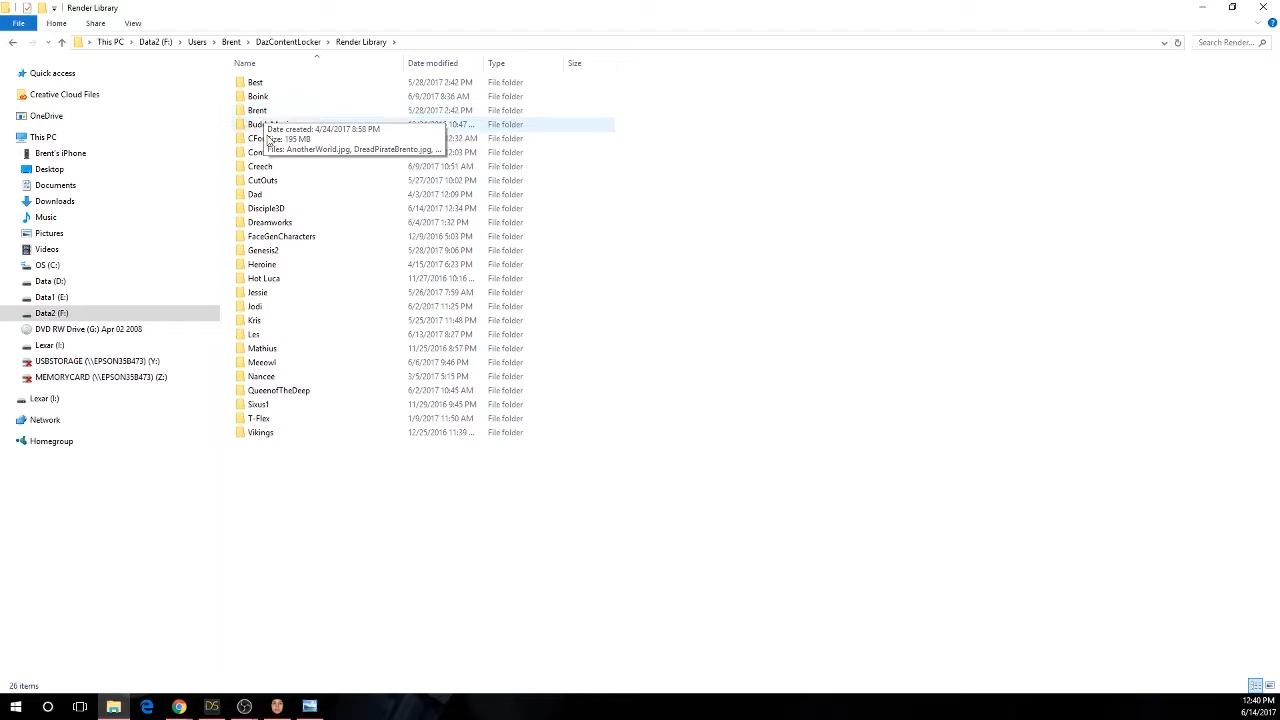 Render Library
File
Home
Share
View
This PC
Data2 (F:)
Users
Brent
DazContentLocker
Render Library
Search Render...
Name
Date modified
Type
Size
Quick access
Creative Cloud Files
OneDrive
This PC
Brent's iPhone
Desktop
Documents
Downloads
Music
Pictures
Videos
OS (C:)
Data (D:)
Data1 (E:)
Data2 (F:)
DVD RW Drive (G:) Apr 02 2008
Lexar (I:)
USBSTORAGE (\\EPSON35B473) (Y:)
MEMORYCARD (\\EPSON35B473) (Z:)
Lexar (I:)
Network
Homegroup
Best 5/28/2017 2:42 PM File folder
Boink 6/9/2017 8:36 AM File folder
Brent 5/28/2017 2:42 PM File folder
10:47 ... File folder
Date created: 4/24/2017 8:58 PM
12:32 AM File folder
Size: 195 MB
Files: AnotherWorld.jpg, DreadPirateBrento.jpg, ...
12:03 PM File folder
Creech 6/9/2017 10:51 AM File folder
CutOuts 5/27/2017 10:02 PM File folder
Dad 4/3/2017 12:09 PM File folder
Disciple3D 6/14/2017 12:34 PM File folder
Dreamworks 6/4/2017 1:32 PM File folder
FaceGenCharacters 12/9/2016 5:03 PM File folder
Genesis2 5/28/2017 9:06 PM File folder
Heroine 4/15/2017 6:23 PM File folder
Hot Luca 11/27/2016 10:16 ... File folder
Jessie 5/26/2017 7:59 AM File folder
Jodi 6/2/2017 11:25 PM File folder
Kris 5/25/2017 11:48 PM File folder
Les 6/13/2017 8:27 PM File folder
Mathius 11/25/2016 8:57 PM File folder
Meeowl 6/6/2017 9:46 PM File folder
Nancee 3/5/2017 5:15 PM File folder
QueenofTheDeep 6/2/2017 10:45 AM File folder
Sixus1 11/29/2016 9:45 PM File folder
T-Flex 1/9/2017 11:50 AM File folder
Vikings 12/25/2016 11:39 ... File folder
26 items
DS
12:40 PM
6/14/2017